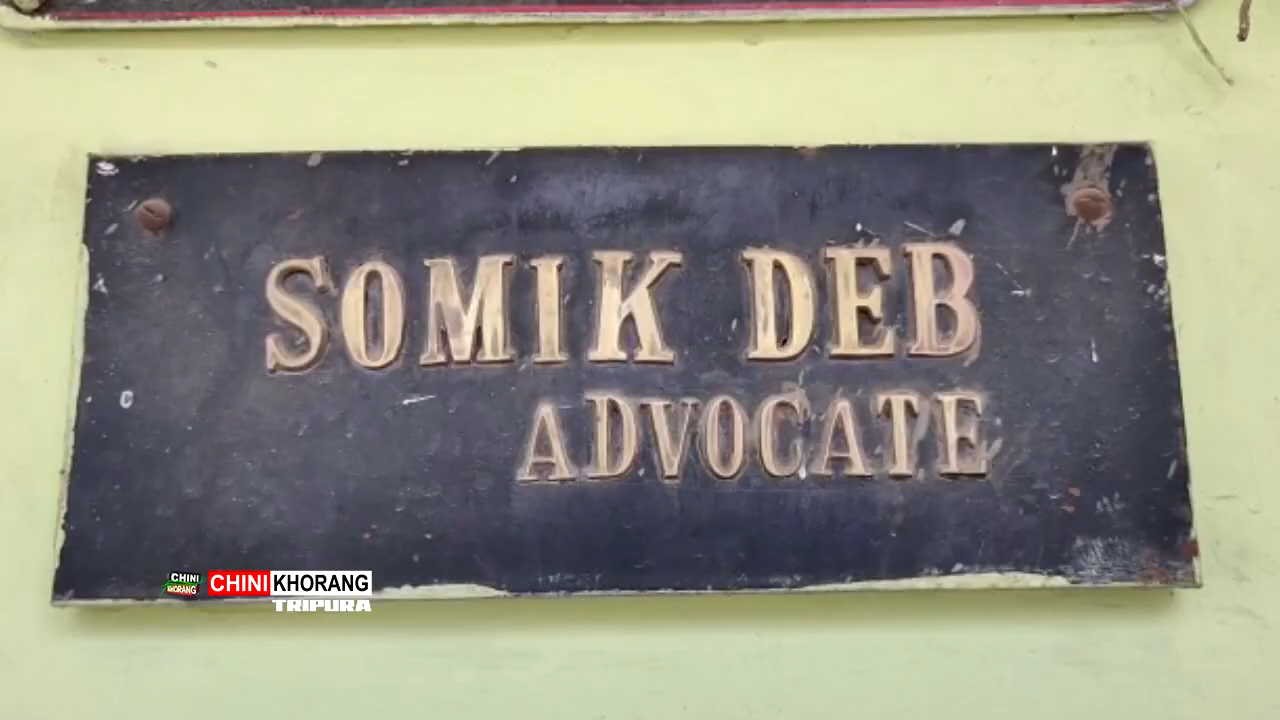 SOMIK DEB
ADVOCATE
CHINI
KHORANG
CHINI KHORANG
TRIPURA